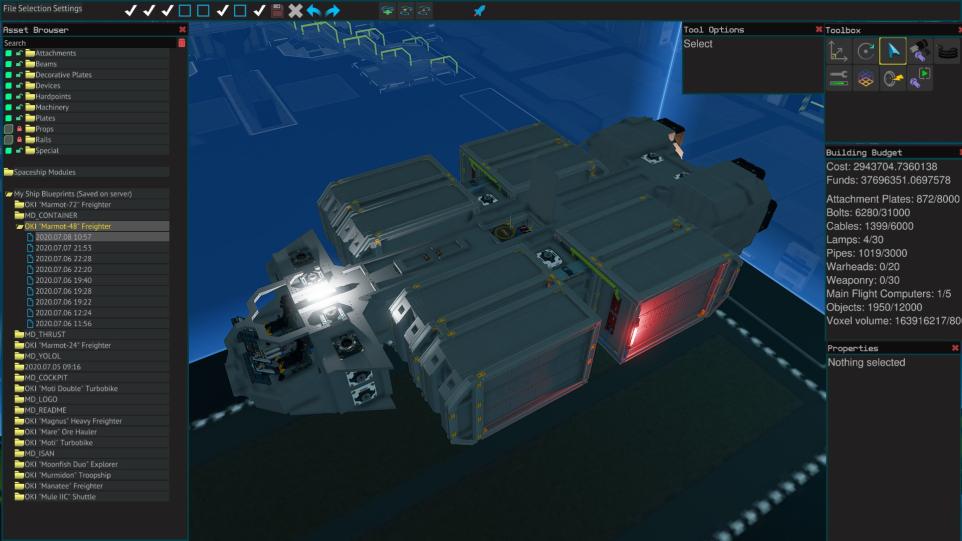 File Selection Settings
Asset Browser
Search
Attachments
Beams
Decorative Plates
Devices
Hardpoints
Machinery
Plates
Props
Rails
Special
Spaceship Modules
My Ship Blueprints (Saved on server)
OKI "Marmot-72" Freighter
MD_CONTAINER
OKI "Marmot-48" Freighter
2020.07.08 10:57
2020.07.07 21:53
2020.07.06 22:28
2020.07.06 22:20
2020.07.06 19:40
2020.07.06 19:28
2020.07.06 19:22
2020.07.06 12:24
2020.07.06 11:56
MD_THRUST
OKI "Marmot-24" Freighter
MD_YOLOL
2020.07.05 09:16
MD_COCKPIT
OKI "Moti Double" Turbobike
MD_LOGO
MD_README
OKI "Magnus" Heavy Freighter
OKI "Mare" Ore Hauler
OKI "Moti" Turbobike
MD_ISAN
OKI "Moonfish Duo" Explorer
OKI "Murmidon" Troopship
OKI "Manatee" Freighter
OKI "Mule IIC" Shuttle
Tool Options
Select
Toolbox
Building Budget
Cost: 2943704.7360138
Funds: 37696351.0697578
Attachment Plates: 872/8000
Bolts: 6280/31000
Cables: 1399/6000
Lamps: 4/30
Pipes: 1019/3000
Warheads: 0/20
Weaponry: 0/30
Main Flight Computers: 1/5
Objects: 1950/12000
Voxel volume: 163916217/80
Properties
Nothing selected